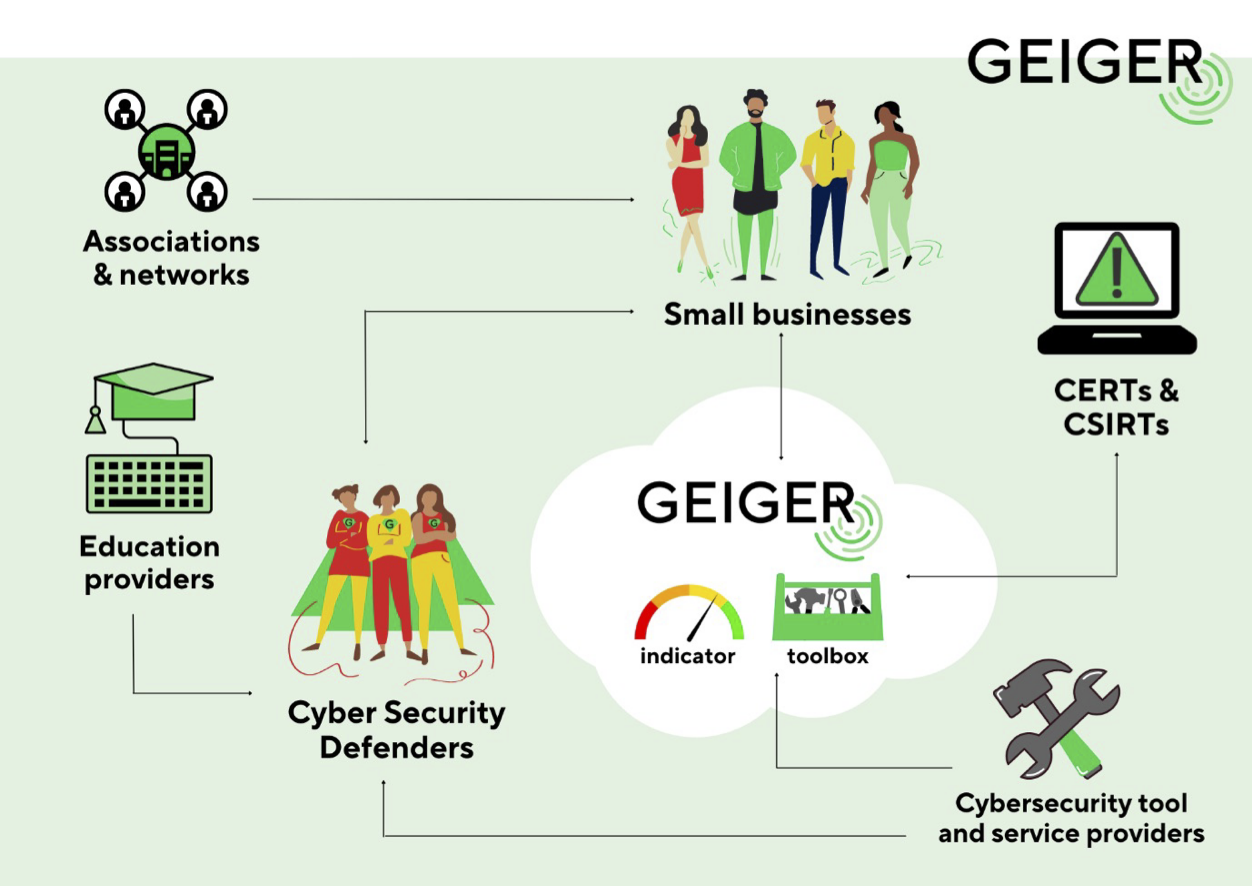 GEIGER
Associations
& networks
Small businesses
CERTs &
CSIRTs
Education
providers
GEIGER
indicator
toolbox
G
G
G
Cyber Security
Defenders
Cybersecurity tool
and service providers